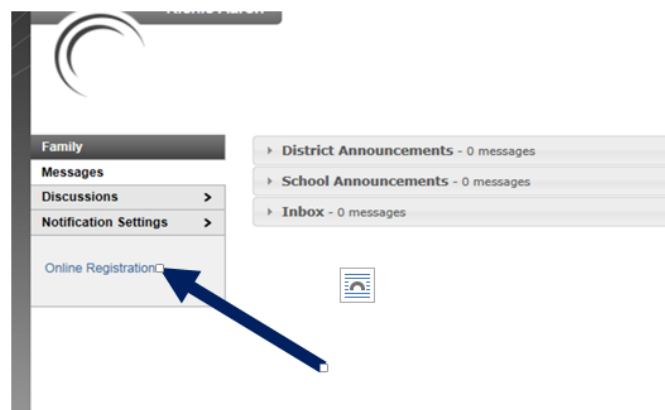 Family
Messages
Discussions >
Notification Settings >
Online Registration
District Announcements - 0 messages
School Announcements - 0 messages
Inbox - 0 messages